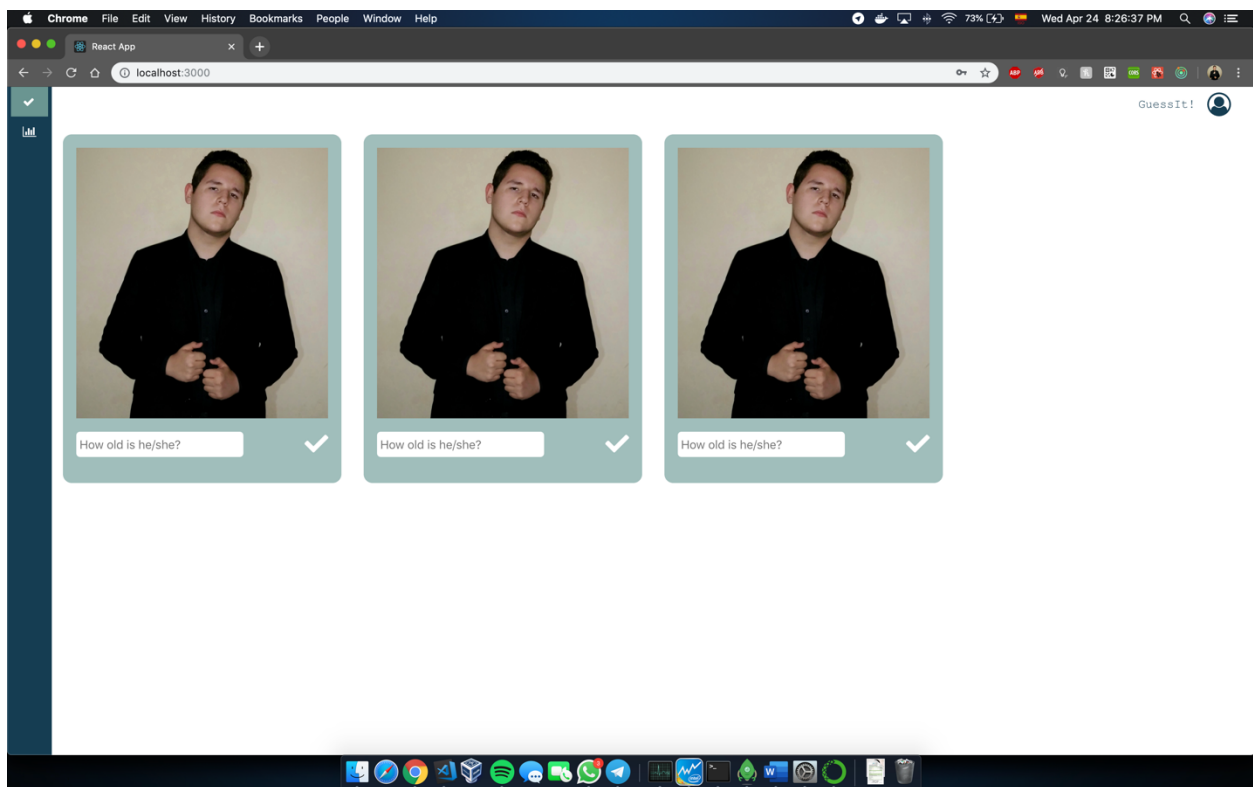 Chrome File Edit View History Bookmarks People Window Help 73% Wed Apr 24 8:26:37 PM
React App
localhost:3000 ABP
GuessIt!
How old is he/she? How old is he/she? How old is he/she?